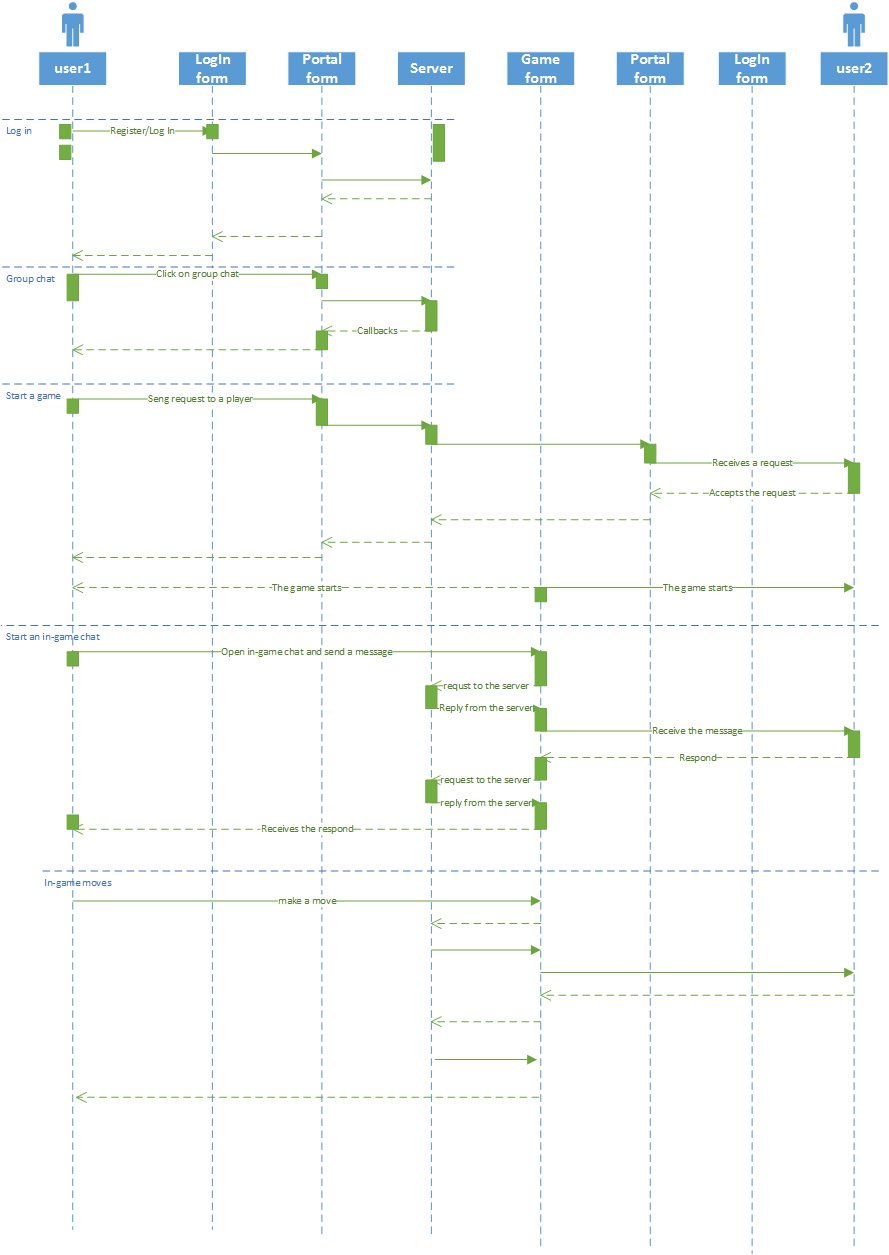 user1
LogIn
form
Portal
form
Server
Game
form
Portal
form
LogIn
form
user2
Log in
Register/Log In
Group chat
Click on group chat
Callbacks
Start a game
Seng request to a player
Receives a request
Accepts the request
The game starts
The game starts
Start an in-game chat
Open in-game chat and send a message
requst to the server
Reply from the server
Receive the message
Respond
request to the server
reply from the server
Receives the respond
In-game moves
make a move